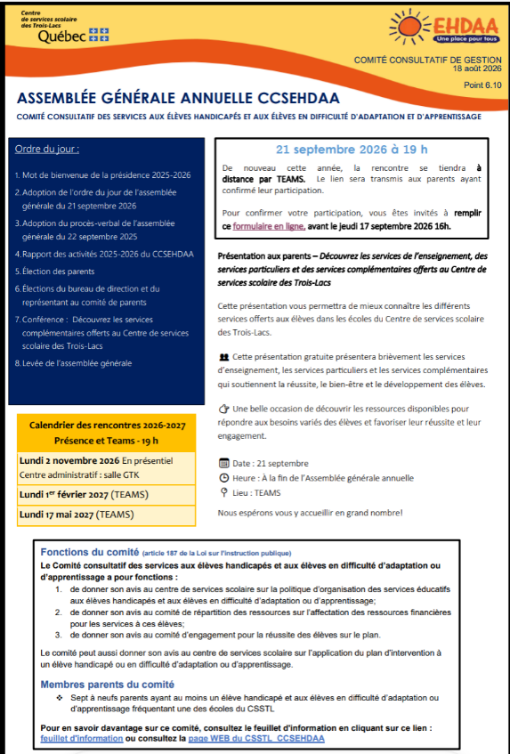 Centre
de services scolaire
des Trois-Lacs
Québec
EHDAA
Une place pour tous
COMITÉ CONSULTATIF DE GESTION
18 août 2026
Point 6.10
ASSEMBLÉE GÉNÉRALE ANNUELLE CCSEHDAA
COMITÉ CONSULTATIF DES SERVICES AUX ÉLÈVES HANDICAPÉS ET AUX ÉLÈVES EN DIFFICULTÉ D'ADAPTATION ET D'APPRENTISSAGE
Ordre du jour :
1. Mot de bienvenue de la présidence 2025-2026
2. Adoption de l'ordre du jour de l'assemblée
générale du 21 septembre 2026
3. Adoption du procès-verbal de l'assemblée
générale du 22 septembre 2025
4. Rapport des activités 2025-2026 du CCSEHDAA
5. Élection des parents
6. Élections du bureau de direction et du
représentant au comité de parents
7. Conférence : Découvrez les services
complémentaires offerts au Centre de services
scolaire des Trois-Lacs
8. Levée de l'assemblée générale
Calendrier des rencontres 2026-2027
Présence et Teams - 19 h
Lundi 2 novembre 2026 En présentiel
Centre administratif : salle GTK
Lundi 1er février 2027 (TEAMS)
Lundi 17 mai 2027 (TEAMS)
21 septembre 2026 à 19 h
De nouveau cette année, la rencontre se tiendra à
distance par TEAMS. Le lien sera transmis aux parents ayant
confirmé leur participation.
Pour confirmer votre participation, vous êtes invités à remplir
ce formulaire en ligne, avant le jeudi 17 septembre 2026 16h.
Présentation aux parents – Découvrez les services de l'enseignement, des
services particuliers et des services complémentaires offerts au Centre de
services scolaire des Trois-Lacs
Cette présentation vous permettra de mieux connaître les différents
services offerts aux élèves dans les écoles du Centre de services scolaire
des Trois-Lacs.
Cette présentation gratuite présentera brièvement les services
d'enseignement, les services particuliers et les services complémentaires
qui soutiennent la réussite, le bien-être et le développement des élèves.
Une belle occasion de découvrir les ressources disponibles pour
répondre aux besoins variés des élèves et favoriser leur réussite et leur
engagement.
Date : 21 septembre
Heure : À la fin de l'Assemblée générale annuelle
Lieu : TEAMS
Nous espérons vous y accueillir en grand nombre!
Fonctions du comité (article 187 de la Loi sur l'instruction publique)
Le Comité consultatif des services aux élèves handicapés et aux élèves en difficulté d'adaptation ou
d'apprentissage a pour fonctions :
1. de donner son avis au centre de services scolaire sur la politique d'organisation des services éducatifs
aux élèves handicapés et aux élèves en difficulté d'adaptation ou d'apprentissage;
2. de donner son avis au comité de répartition des ressources sur l'affectation des ressources financières
pour les services à ces élèves;
3. de donner son avis au comité d'engagement pour la réussite des élèves sur le plan.
Le comité peut aussi donner son avis au centre de services scolaire sur l'application du plan d'intervention à
un élève handicapé ou en difficulté d'adaptation ou d'apprentissage.
Membres parents du comité
❖ Sept à neufs parents ayant au moins un élève handicapé et aux élèves en difficulté d'adaptation ou
d'apprentissage fréquentant une des écoles du CSSTL
Pour en savoir davantage sur ce comité, consultez le feuillet d'information en cliquant sur ce lien :
feuillet d'information ou consultez la page WEB du CSSTL_CCSEHDAA